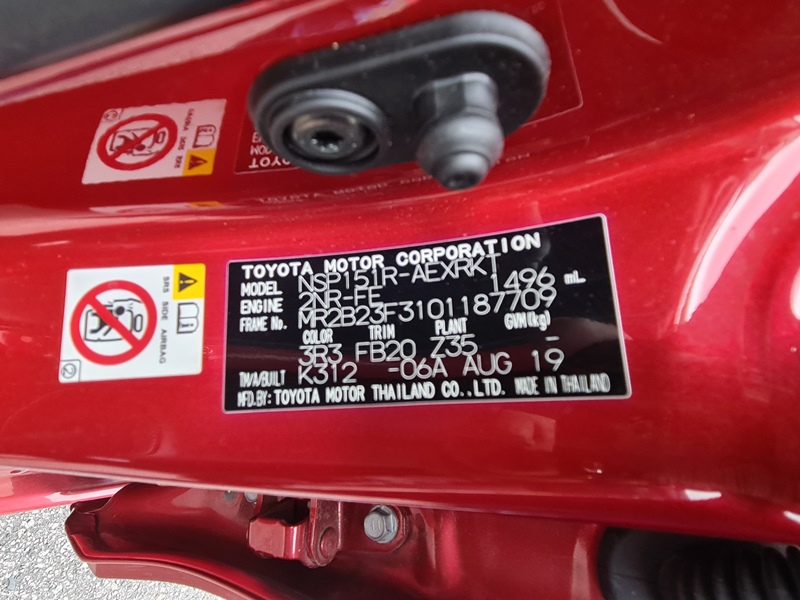 TOYOTA MOTOR CORPORATION
MODEL NSP151R-AEXRKT
ENGINE 2NR-FE 1496 mL
FRAME No. MR2B23F3101187709
COLOR TRIM PLANT GVM(kg)
3R3 FB20 Z35 -
TM/A/BUILT K312 -06A AUG 19
MFD.BY: TOYOTA MOTOR THAILAND CO.,LTD. MADE IN THAILAND
SRS SIDE AIRBAG